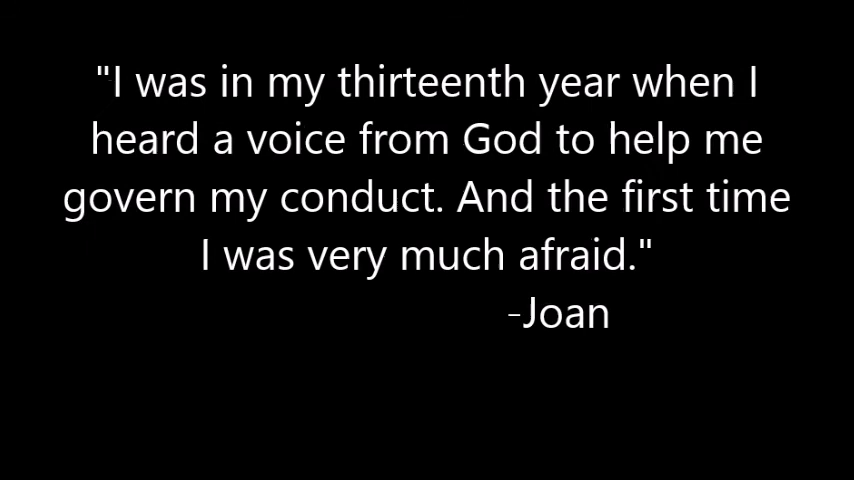 "I was in my thirteenth year when I
heard a voice from God to help me
govern my conduct. And the first time
I was very much afraid."
-Joan